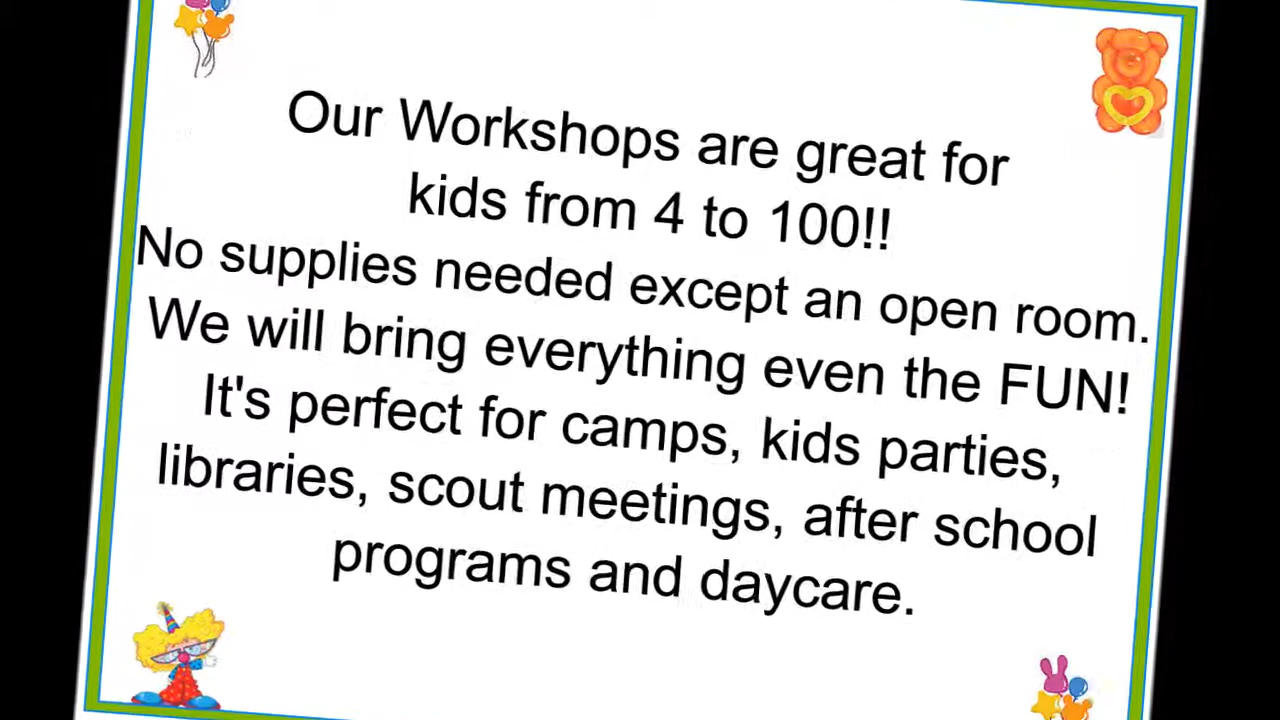 Our Workshops are great for
kids from 4 to 100!!
No supplies needed except an open room.
We will bring everything even the FUN!
It's perfect for camps, kids parties,
libraries, scout meetings, after school
programs and daycare.